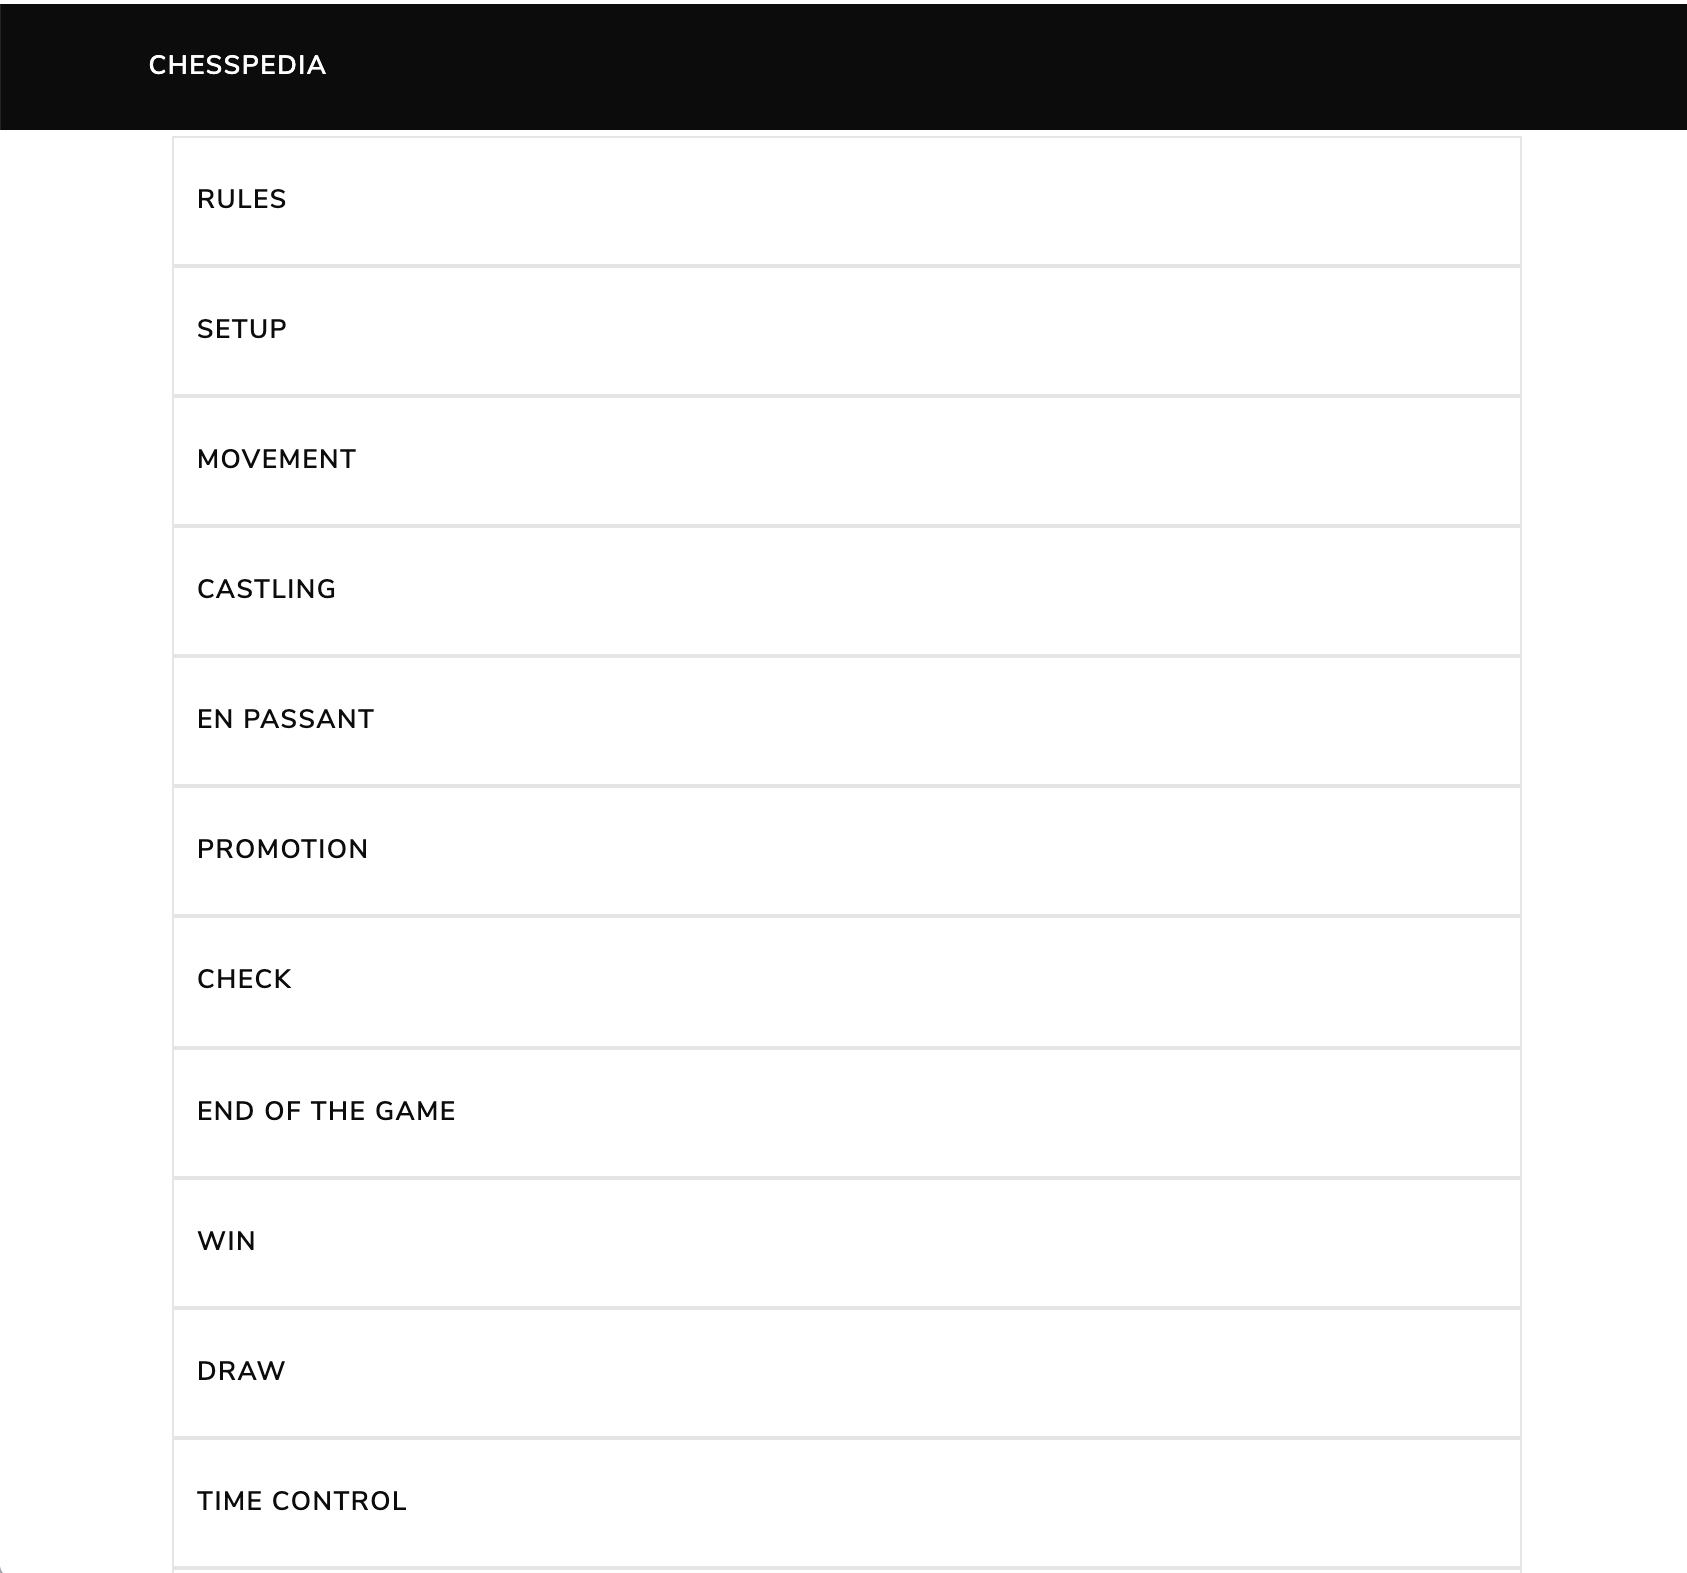 CHESSPEDIA
RULES
SETUP
MOVEMENT
CASTLING
EN PASSANT
PROMOTION
CHECK
END OF THE GAME
WIN
DRAW
TIME CONTROL